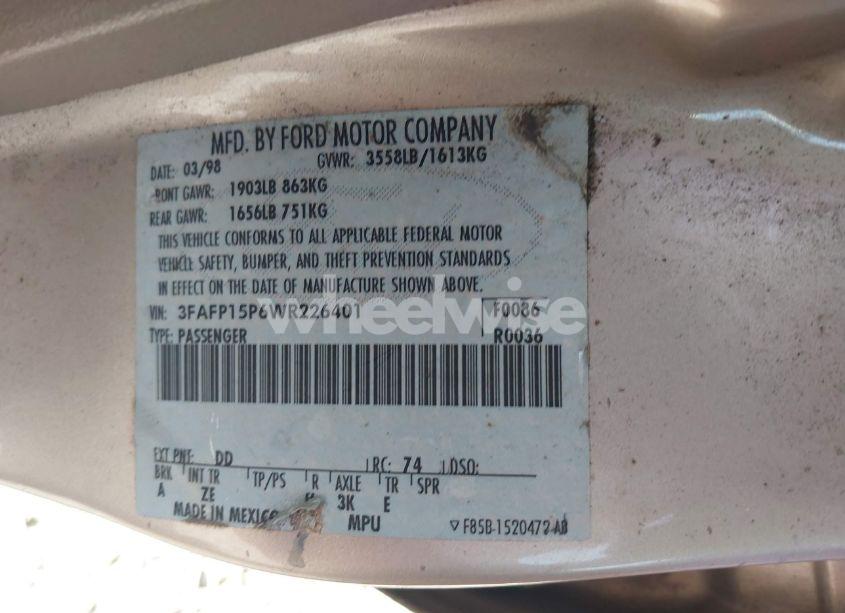 MFD. BY FORD MOTOR COMPANY
DATE: 03/98 GVWR: 3558LB/1613KG
RONT GAWR: 1903LB 863KG
REAR GAWR: 1656LB 751KG
THIS VEHICLE CONFORMS TO ALL APPLICABLE FEDERAL MOTOR
VEHICLE SAFETY, BUMPER, AND THEFT PREVENTION STANDARDS
IN EFFECT ON THE DATE OF MANUFACTURE SHOWN ABOVE.
VIN: 3FAFP15P6WR226401 F0086
wheelwise
TYPE: PASSENGER R0036
EXT PNT: DD RC: 74 DSO:
BRK INT TR TP/PS R AXLE TR SPR
A ZE 3K E
MADE IN MEXICO MPU F85B-1520472-AB